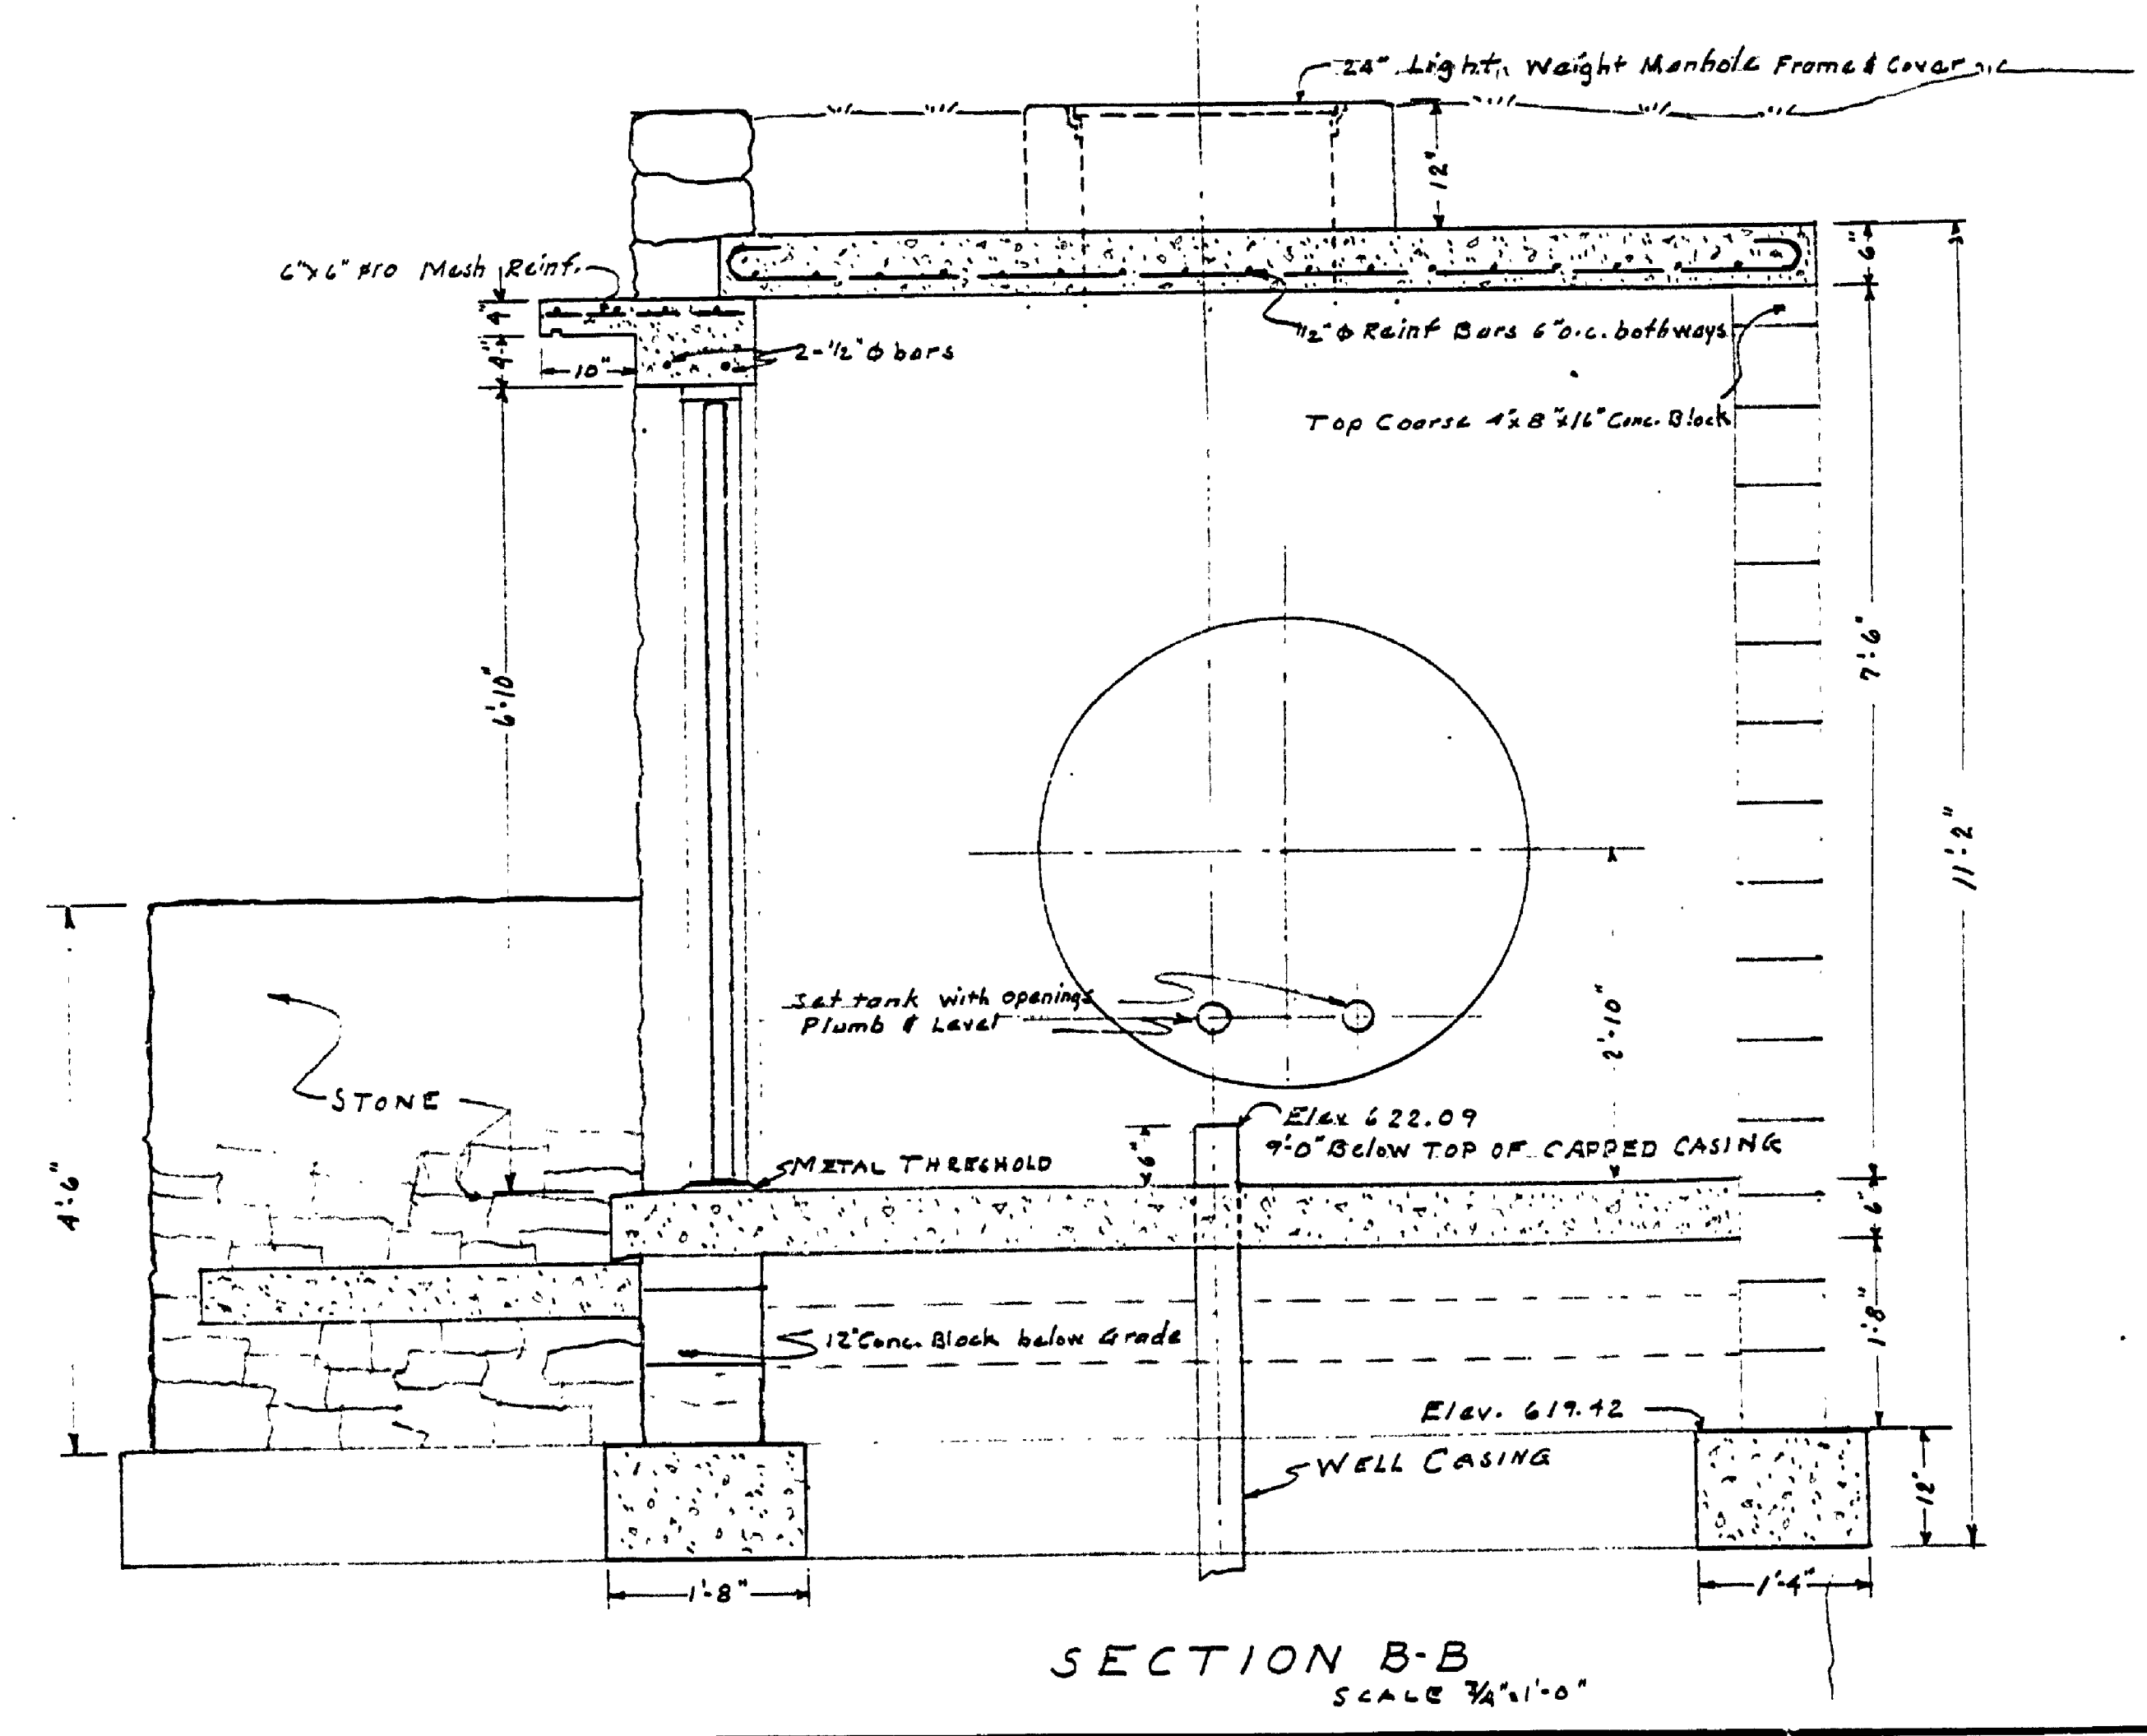 24" Light Weight Manhole Frame & Cover
12"
6"x6" #10 Mesh Reinf.
6"
4"
1/2" φ Reinf Bars 6" o.c. both ways
4"
10"
2-1/2" φ bars
Top Coarse 4"x8"x16" Conc. Block
6'-10"
7'-6"
11'-2"
Set tank with openings
Plumb & Level
2'-10"
STONE
Elev 622.09
9'-0" Below TOP OF CAPPED CASING
6"
METAL THRESHOLD
4'-6"
6"
12" Conc. Block below Grade
1'-8"
Elev. 619.42
WELL CASING
12"
1'-8"
1'-4"
SECTION B-B
SCALE 3/4"=1'-0"